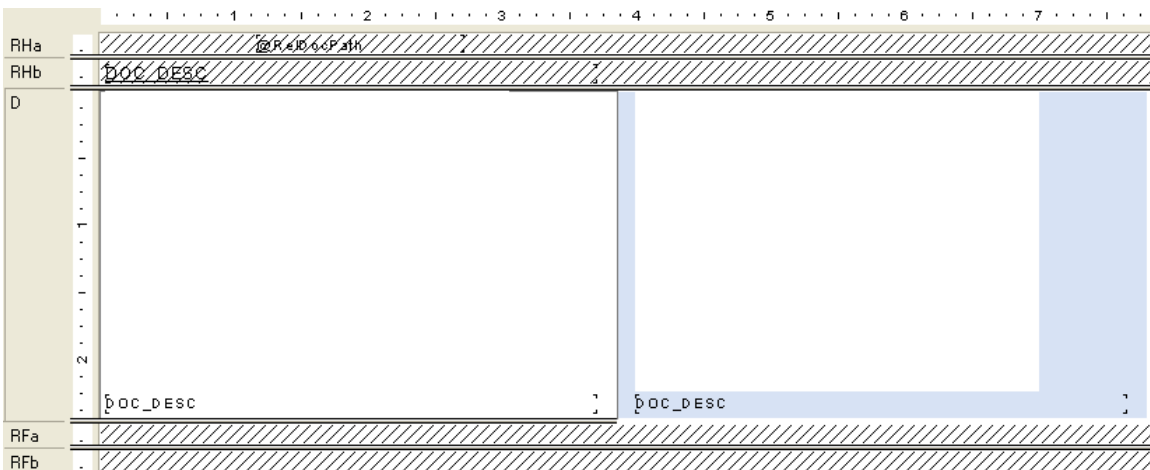 1 2 3 4 5 6 7
RHa @RelDocPath
RHb DOC_DESC
D
1
2
DOC_DESC DOC_DESC
RFa
RFb